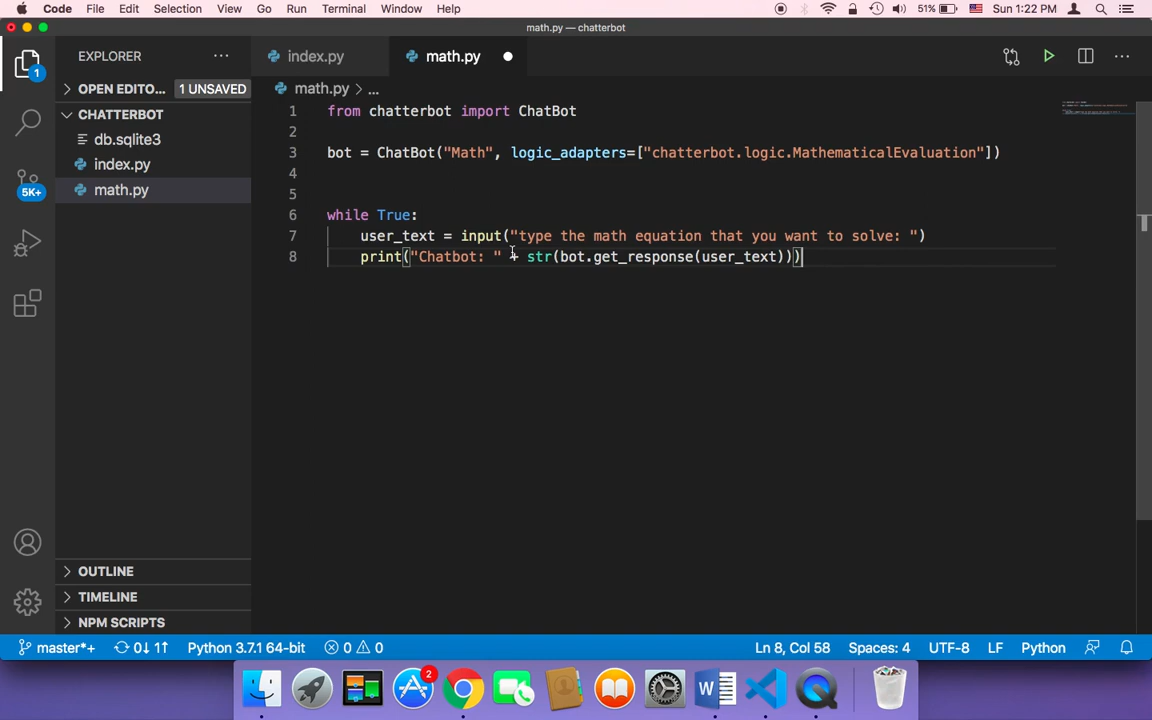 Code File Edit Selection View Go Run Terminal Window Help 51% Sun 1:22 PM
math.py — chatterbot
EXPLORER
index.py
math.py
1
OPEN EDITO... 1 UNSAVED
math.py > ...
CHATTERBOT
db.sqlite3
index.py
math.py
5K+
1 from chatterbot import ChatBot
2
3 bot = ChatBot("Math", logic_adapters=["chatterbot.logic.MathematicalEvaluation"])
4
5
6 while True:
7 user_text = input("type the math equation that you want to solve: ")
8 print("Chatbot: " + str(bot.get_response(user_text)))
OUTLINE
TIMELINE
NPM SCRIPTS
master*+ 0↓ 1↑ Python 3.7.1 64-bit 0 0 Ln 8, Col 58 Spaces: 4 UTF-8 LF Python
2
W